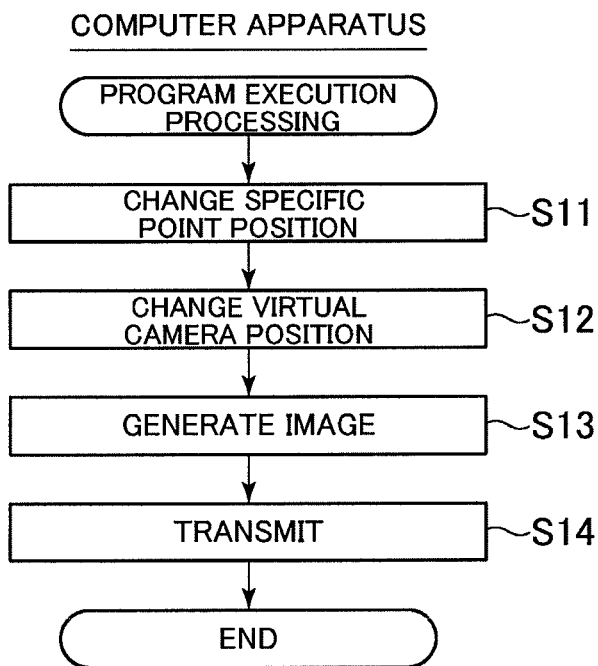 COMPUTER APPARATUS
PROGRAM EXECUTION
PROCESSING
CHANGE SPECIFIC
POINT POSITION
S11
CHANGE VIRTUAL
CAMERA POSITION
S12
GENERATE IMAGE
S13
TRANSMIT
S14
END